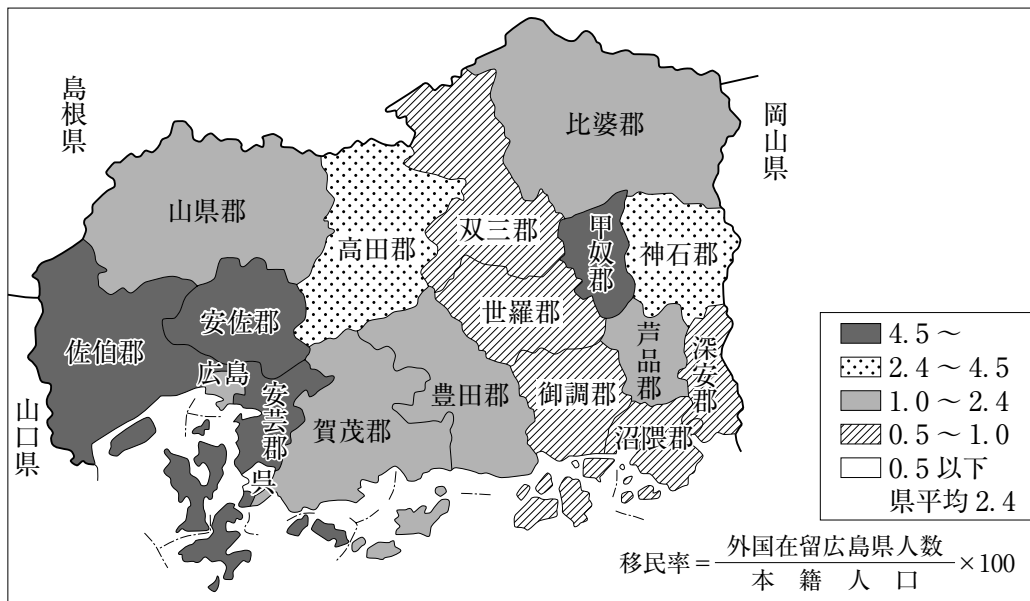 島根県
岡山県
比婆郡
山県郡
高田郡
双三郡
甲奴郡
神石郡
世羅郡
安佐郡
佐伯郡
広島
安芸郡
芦品郡
深安郡
豊田郡
御調郡
賀茂郡
沼隈郡
呉
山口県
4.5～
2.4～4.5
1.0～2.4
0.5～1.0
0.5以下
県平均2.4
移民率＝外国在留広島県人数/本籍人口×100